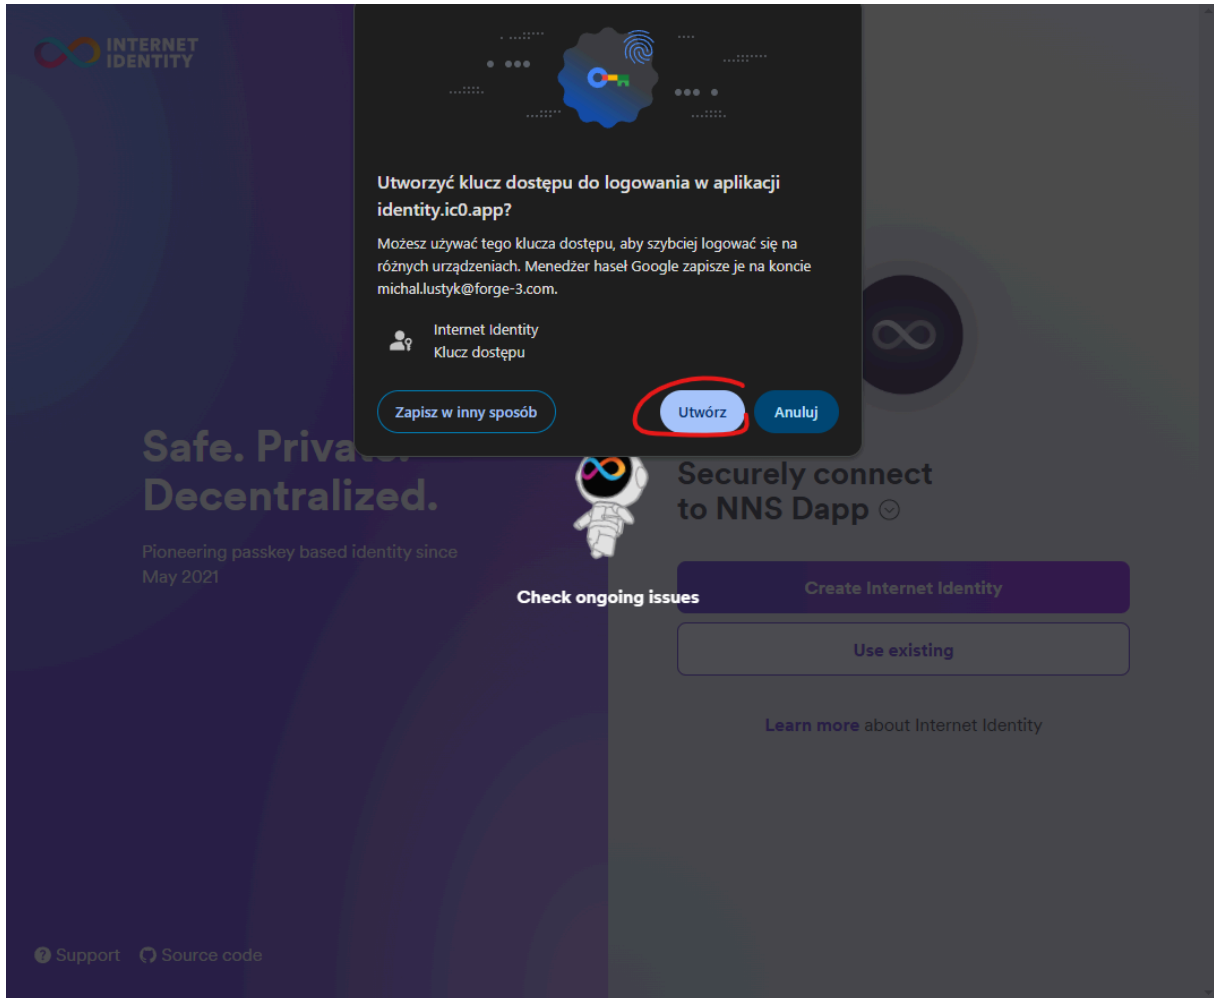 INTERNET
IDENTITY
Utworzyć klucz dostępu do logowania w aplikacji
identity.ic0.app?
Możesz używać tego klucza dostępu, aby szybciej logować się na
różnych urządzeniach. Menedżer haseł Google zapisze je na koncie
michal.lustyk@forge-3.com.
Internet Identity
Klucz dostępu
Zapisz w inny sposób
Utwórz
Anuluj
Safe. Private.
Decentralized.
Pioneering passkey based identity since
May 2021
Check ongoing issues
Securely connect
to NNS Dapp
Create Internet Identity
Use existing
Learn more about Internet Identity
Support
Source code